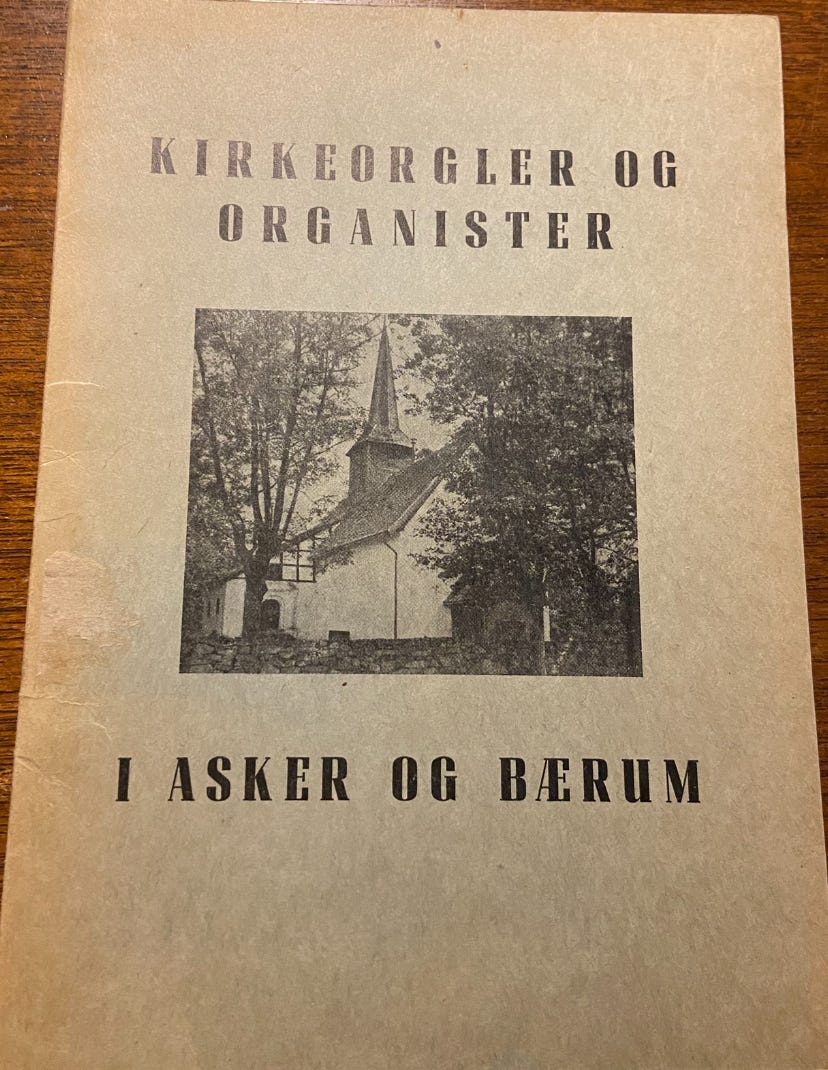 KIRKEORGLER OG
ORGANISTER
I ASKER OG BÆRUM